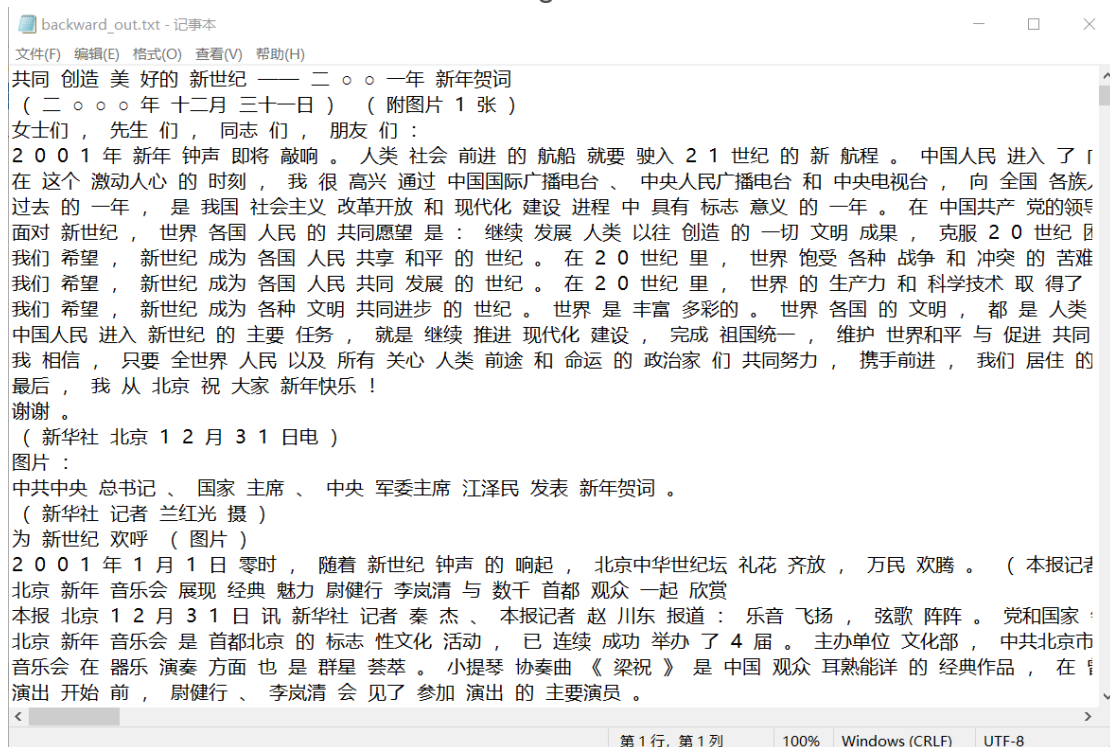 backward_out.txt - 记事本
文件(F) 编辑(E) 格式(O) 查看(V) 帮助(H)
共同 创造 美 好的 新世纪 —— 二 ○ ○ 一年 新年贺词
（ 二 ○ ○ ○ 年 十二月 三十一日 ） （ 附图片 1 张 ）
女士们 ， 先生 们 ， 同志 们 ， 朋友 们 ：
２ ０ ０ １ 年 新年 钟声 即将 敲响 。 人类 社会 前进 的 航船 就要 驶入 ２ １ 世纪 的 新 航程 。 中国人民 进入 了
在 这个 激动人心 的 时刻 ， 我 很 高兴 通过 中国国际广播电台 、 中央人民广播电台 和 中央电视台 ， 向 全国 各族
过去 的 一年 ， 是 我国 社会主义 改革开放 和 现代化 建设 进程 中 具有 标志 意义 的 一年 。 在 中国共产 党的领导
面对 新世纪 ， 世界 各国 人民 的 共同愿望 是 ： 继续 发展 人类 以往 创造 的 一切 文明 成果 ， 克服 ２ ０ 世纪
我们 希望 ， 新世纪 成为 各国 人民 共享 和平 的 世纪 。 在 ２ ０ 世纪 里 ， 世界 饱受 各种 战争 和 冲突 的 苦难
我们 希望 ， 新世纪 成为 各国 人民 共同 发展 的 世纪 。 在 ２ ０ 世纪 里 ， 世界 的 生产力 和 科学技术 取 得了
我们 希望 ， 新世纪 成为 各种 文明 共同进步 的 世纪 。 世界 是 丰富 多彩的 。 世界 各国 的 文明 ， 都 是 人类
中国人民 进入 新世纪 的 主要 任务 ， 就是 继续 推进 现代化 建设 ， 完成 祖国统一 ， 维护 世界和平 与 促进 共同
我 相信 ， 只要 全世界 人民 以及 所有 关心 人类 前途 和 命运 的 政治家 们 共同努力 ， 携手前进 ， 我们 居住 的
最后 ， 我 从 北京 祝 大家 新年快乐 ！
谢谢 。
（ 新华社 北京 １ ２ 月 ３ １ 日电 ）
图片 ：
中共中央 总书记 、 国家 主席 、 中央 军委主席 江泽民 发表 新年贺词 。
（ 新华社 记者 兰红光 摄 ）
为 新世纪 欢呼 （ 图片 ）
２ ０ ０ １ 年 １ 月 １ 日 零时 ， 随着 新世纪 钟声 的 响起 ， 北京中华世纪坛 礼花 齐放 ， 万民 欢腾 。 （ 本报记者
北京 新年 音乐会 展现 经典 魅力 尉健行 李岚清 与 数千 首都 观众 一起 欣赏
本报 北京 １ ２ 月 ３ １ 日 讯 新华社 记者 秦 杰 、 本报记者 赵 川东 报道 ： 乐音 飞扬 ， 弦歌 阵阵 。 党和国家
北京 新年 音乐会 是 首都北京 的 标志 性文化 活动 ， 已 连续 成功 举办 了 ４ 届 。 主办单位 文化部 ， 中共北京市
音乐会 在 器乐 演奏 方面 也 是 群星 荟萃 。 小提琴 协奏曲 《 梁祝 》 是 中国 观众 耳熟能详 的 经典作品 ， 在
演出 开始 前 ， 尉健行 、 李岚清 会 见了 参加 演出 的 主要演员 。
第 1 行, 第 1 列 100% Windows (CRLF) UTF-8